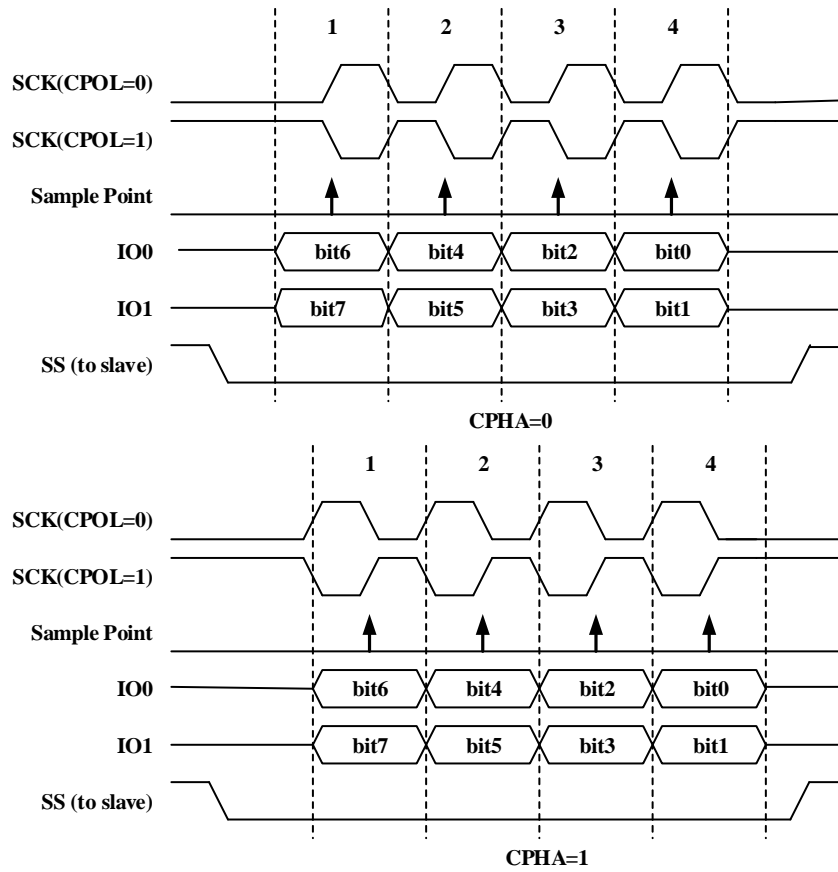 1 2 3 4
SCK(CPOL=0)
SCK(CPOL=1)
Sample Point
IO0 bit6 bit4 bit2 bit0
IO1 bit7 bit5 bit3 bit1
SS (to slave)
CPHA=0
1 2 3 4
SCK(CPOL=0)
SCK(CPOL=1)
Sample Point
IO0 bit6 bit4 bit2 bit0
IO1 bit7 bit5 bit3 bit1
SS (to slave)
CPHA=1